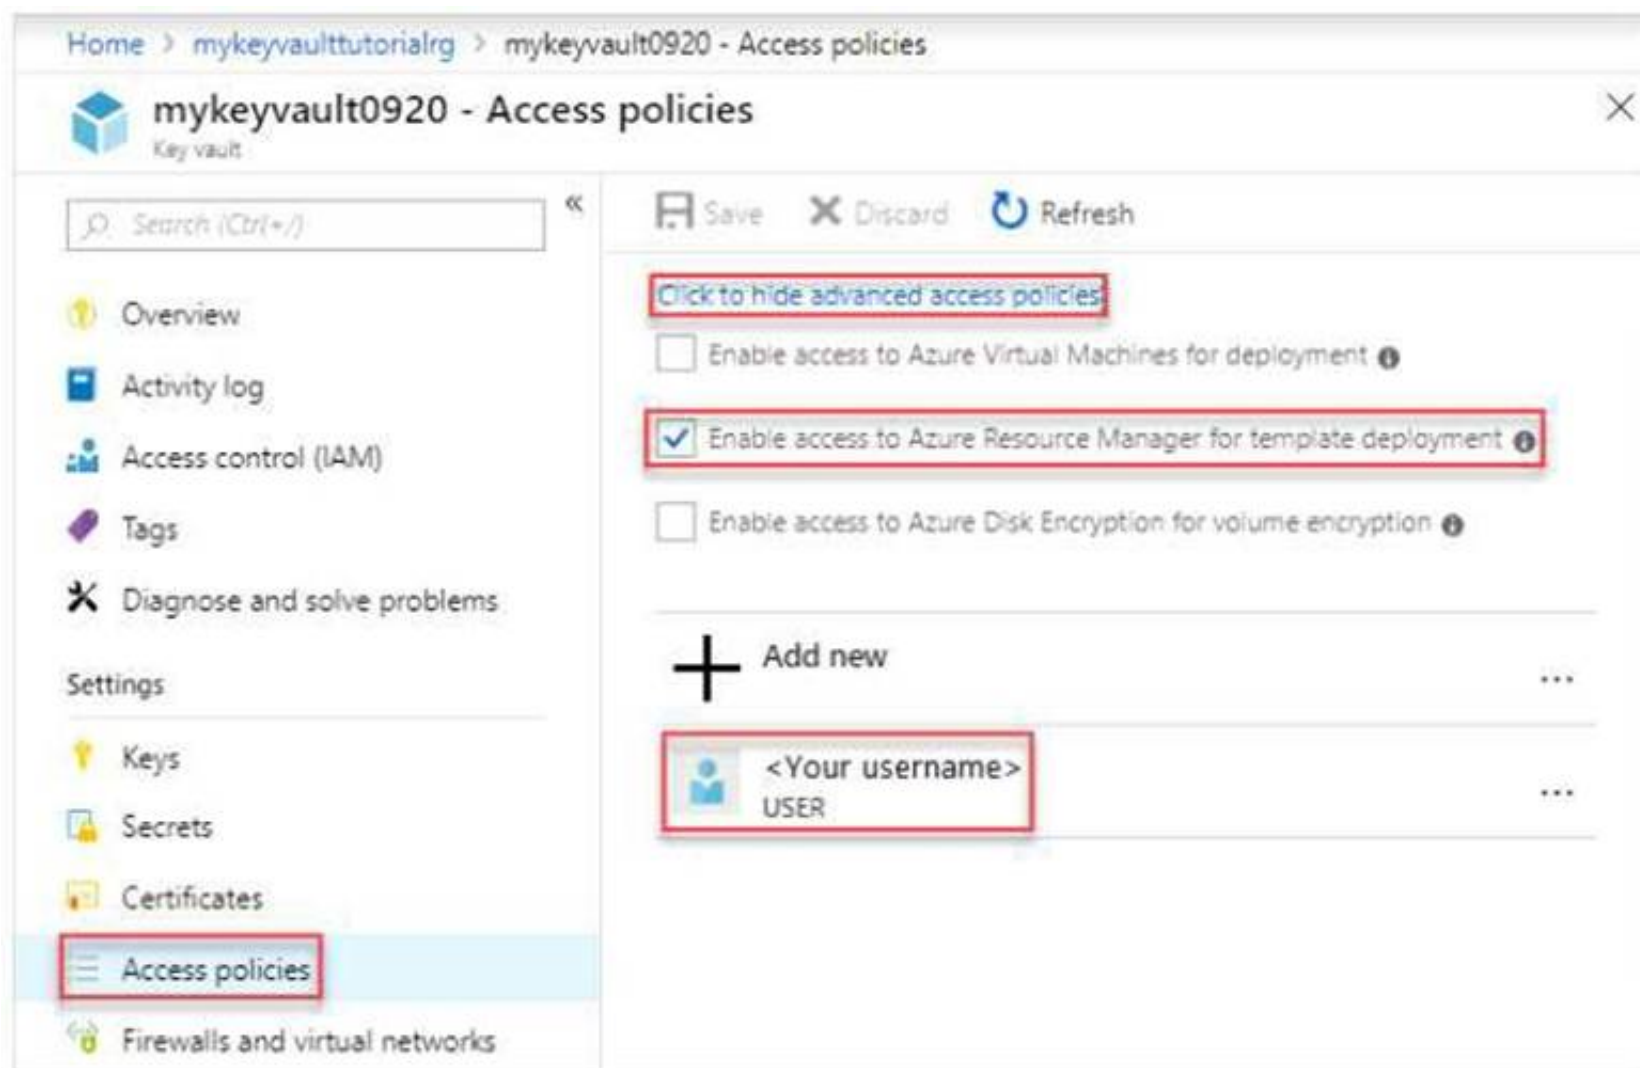 Home > mykeyvaulttutorialrg > mykeyvault0920 - Access policies
mykeyvault0920 - Access policies
Key vault
Search (Ctrl+/)
«
Save
Discard
Refresh
Click to hide advanced access policies
Enable access to Azure Virtual Machines for deployment
Enable access to Azure Resource Manager for template deployment
Enable access to Azure Disk Encryption for volume encryption
Add new
...
<Your username>
USER
...
Overview
Activity log
Access control (IAM)
Tags
Diagnose and solve problems
Settings
Keys
Secrets
Certificates
Access policies
Firewalls and virtual networks